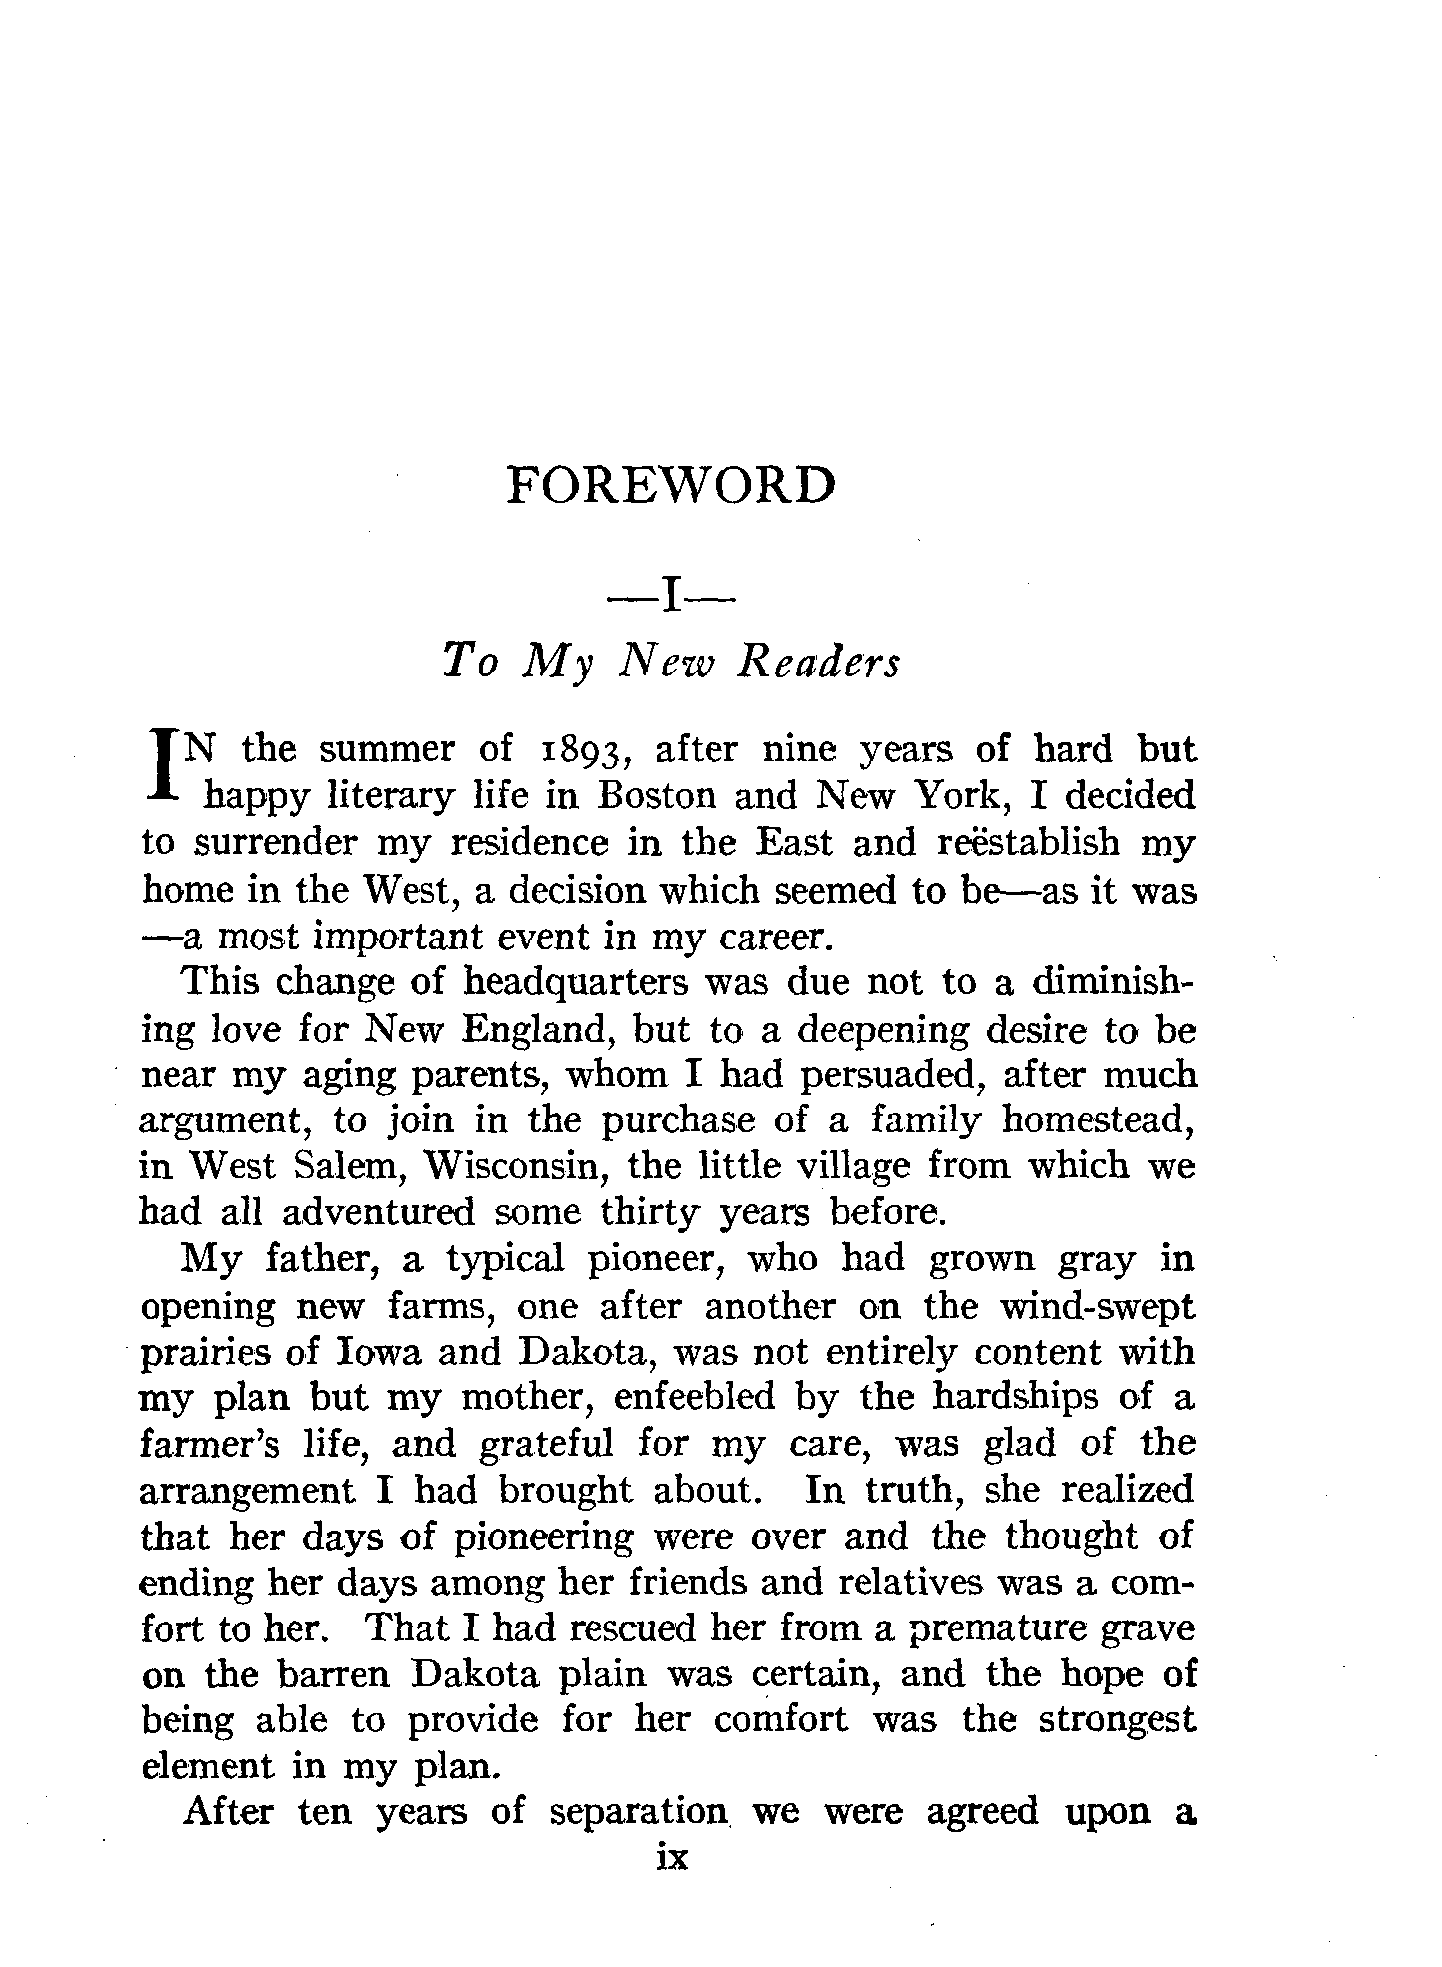 FOREWORD
—I—
To My New Readers
IN the summer of 1893, after nine years of hard but
happy literary life in Boston and New York, I decided
to surrender my residence in the East and reëstablish my
home in the West, a decision which seemed to be—as it was
—a most important event in my career.
This change of headquarters was due not to a diminish-
ing love for New England, but to a deepening desire to be
near my aging parents, whom I had persuaded, after much
argument, to join in the purchase of a family homestead,
in West Salem, Wisconsin, the little village from which we
had all adventured some thirty years before.
My father, a typical pioneer, who had grown gray in
opening new farms, one after another on the wind-swept
prairies of Iowa and Dakota, was not entirely content with
my plan but my mother, enfeebled by the hardships of a
farmer's life, and grateful for my care, was glad of the
arrangement I had brought about. In truth, she realized
that her days of pioneering were over and the thought of
ending her days among her friends and relatives was a com-
fort to her. That I had rescued her from a premature grave
on the barren Dakota plain was certain, and the hope of
being able to provide for her comfort was the strongest
element in my plan.
After ten years of separation we were agreed upon a
ix